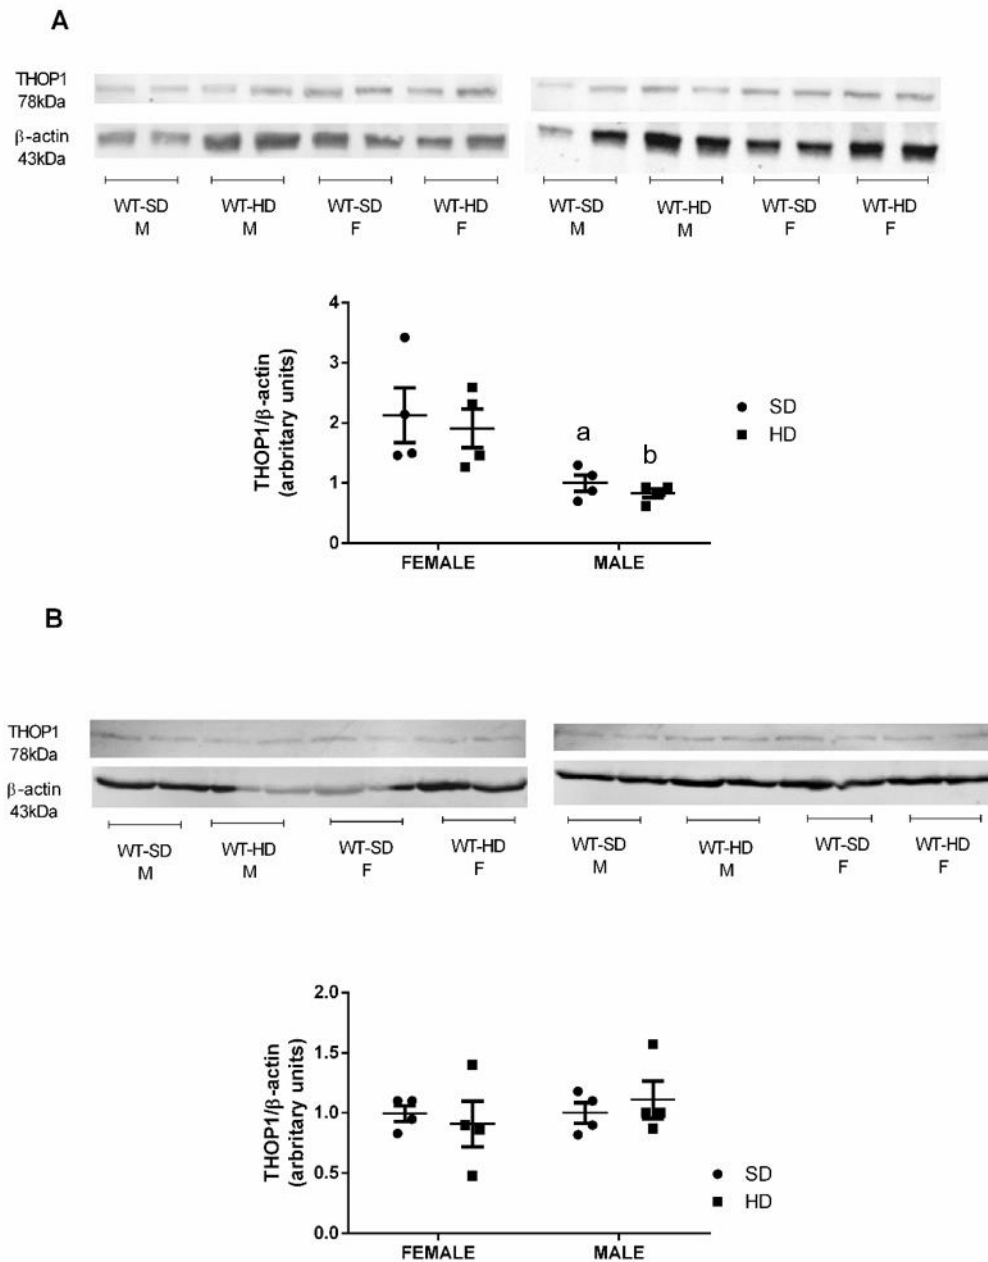 A
THOP1
78kDa
β-actin
43kDa
WT-SD WT-HD WT-SD WT-HD WT-SD WT-HD WT-SD WT-HD
M M F F M M F F
4
3
2
1
0
THOP1/β-actin
(arbritary units)
a
b
SD
HD
FEMALE MALE
B
THOP1
78kDa
β-actin
43kDa
WT-SD WT-HD WT-SD WT-HD WT-SD WT-HD WT-SD WT-HD
M M F F M M F F
2.0
1.5
1.0
0.5
0.0
THOP1/β-actin
(arbritary units)
SD
HD
FEMALE MALE